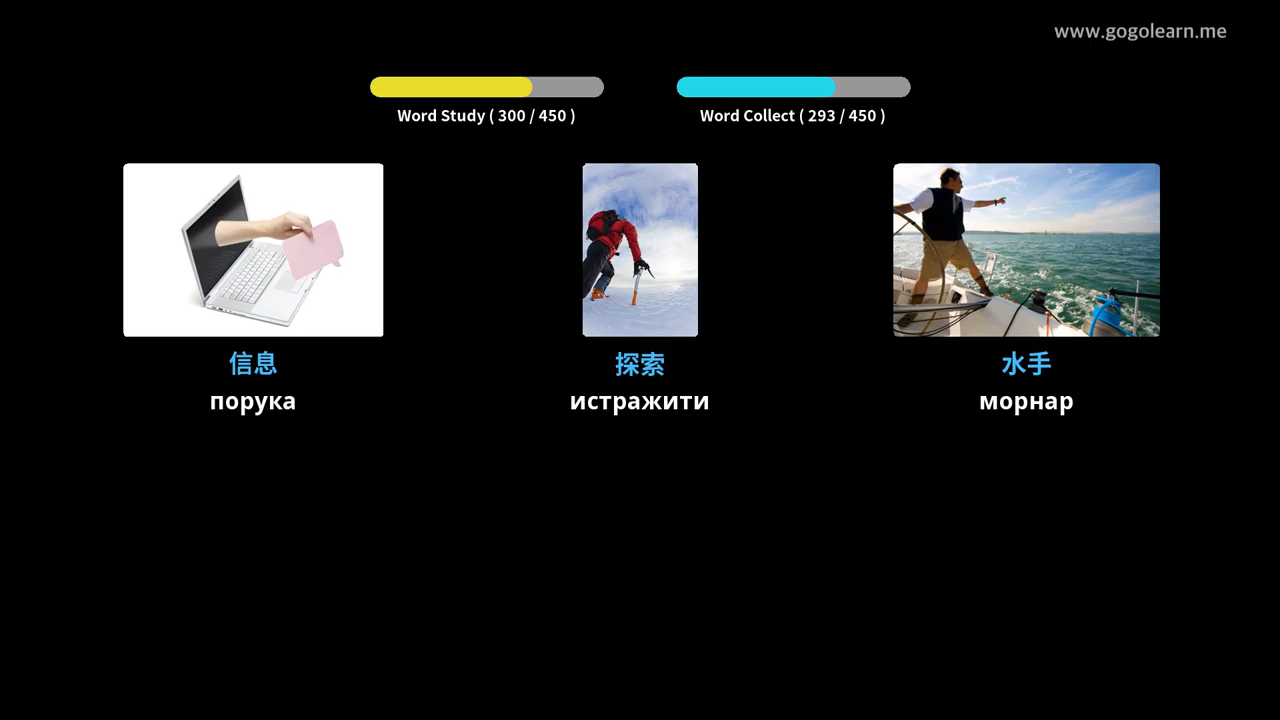 www.gogolearn.me
Word Study ( 300 / 450 )
Word Collect ( 293 / 450 )
信息
порука
探索
истражити
水手
морнар